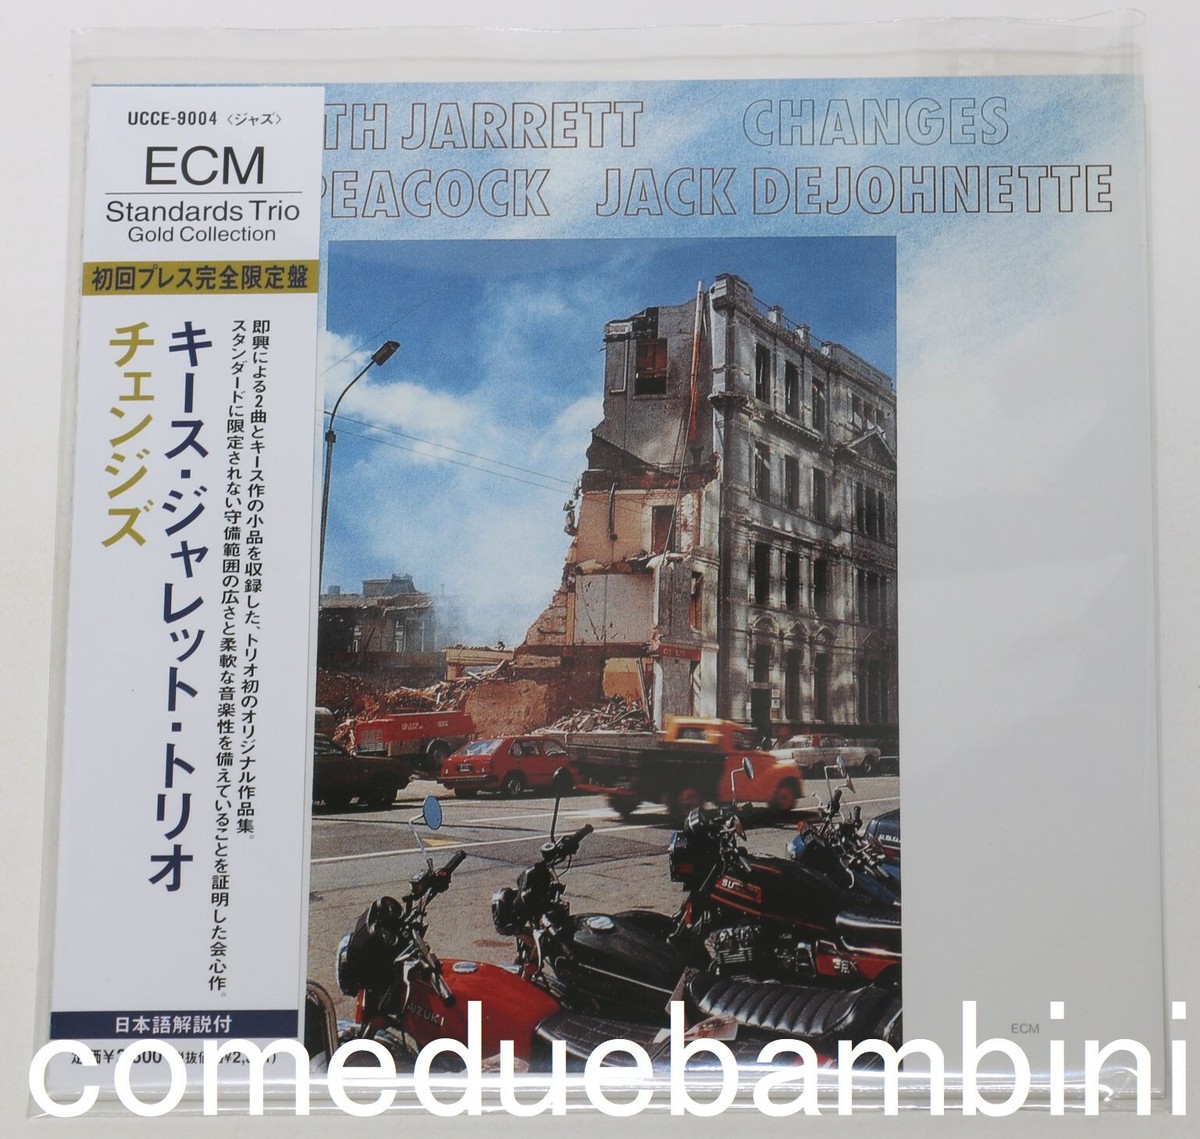 UCCE-9004 〈ジャズ〉
ECM
Standards Trio
Gold Collection
初回プレス完全限定盤
即興による2曲とキース作の小品を収録した、トリオ初のオリジナル作品集。
スタンダードに限定されない守備範囲の広さと柔軟な音楽性を備えていることを証明した会心作。
キース・ジャレット・トリオ
チェンジズ
日本語解説付
TH JARRETT CHANGES
PEACOCK JACK DEJOHNETTE
SUZUKI
ECM
comeduebambini